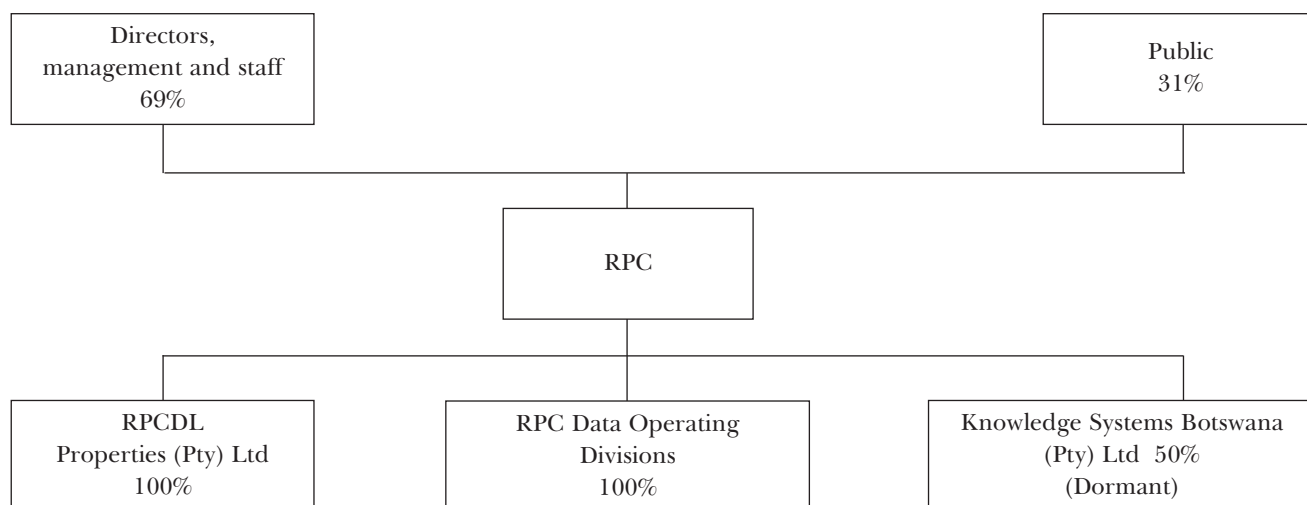 Directors,
management and staff
69%
Public
31%
RPC
RPCDL
Properties (Pty) Ltd
100%
RPC Data Operating
Divisions
100%
Knowledge Systems Botswana
(Pty) Ltd 50%
(Dormant)